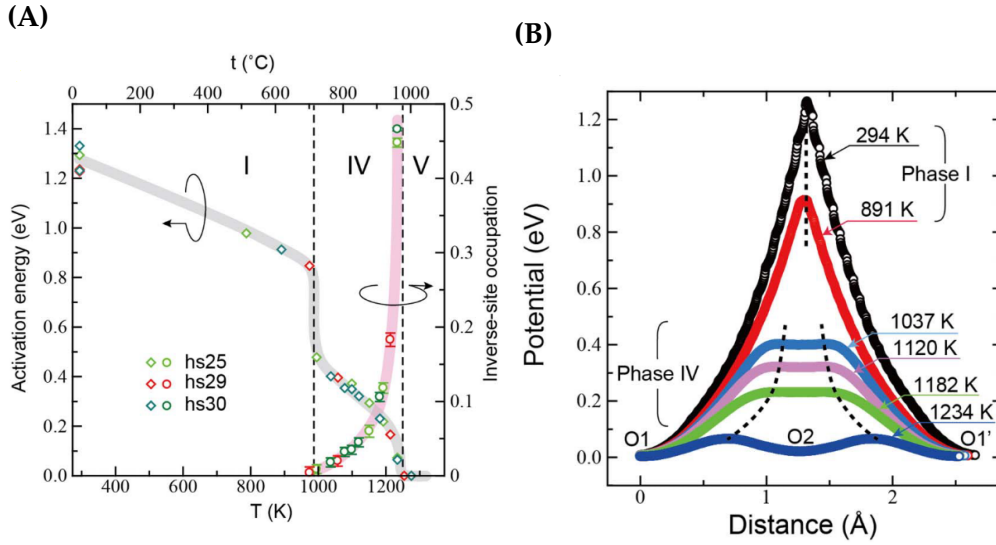 (A)
t (°C)
0 200 400 600 800 1000
Activation energy (eV)
1.4
1.2
1.0
0.8
0.6
0.4
0.2
0.0
I IV V
hs25
hs29
hs30
0.5
0.4
0.3
0.2
0.1
0
Inverse-site occupation
400 600 800 1000 1200
T (K)
(B)
Potential (eV)
1.2
1.0
0.8
0.6
0.4
0.2
0.0
294 K
Phase I
891 K
1037 K
1120 K
Phase IV
1182 K
1234 K
O1 O2 O1'
0 1 2
Distance (Å)